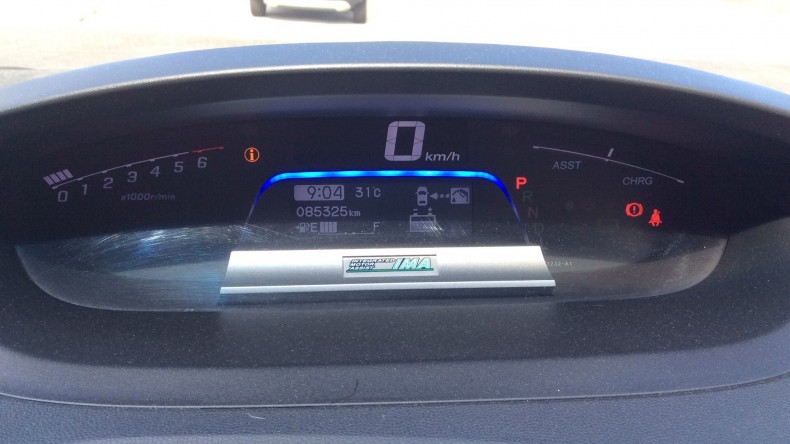 0 km/h
0 1 2 3 4 5 6
x1000r/min
i
ASST
CHRG
9:04 31°C
085325km
E F
P
R
N
D
INTEGRATED
MOTOR
ASSIST
IMA